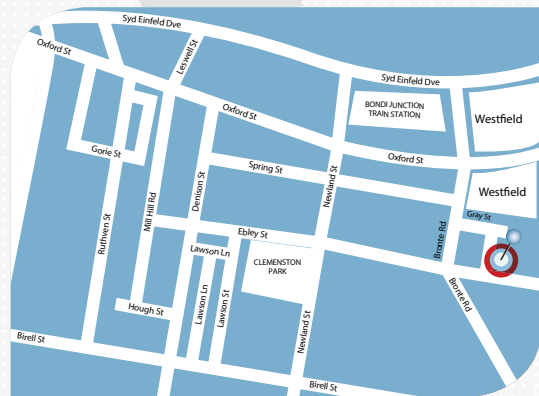 Syd Einfeld Dve
Oxford St
Leswell St
Syd Einfeld Dve
BONDI JUNCTION
TRAIN STATION
Westfield
Oxford St
Gorie St
Oxford St
Spring St
Newland St
Westfield
Denison St
Mill Hill Rd
Gray St
Ruthven St
Ebley St
Bronte Rd
Lawson Ln
CLEMENSTON
PARK
Lawson Ln
Lawson St
Bronte Rd
Hough St
Newland St
Birell St
Birell St